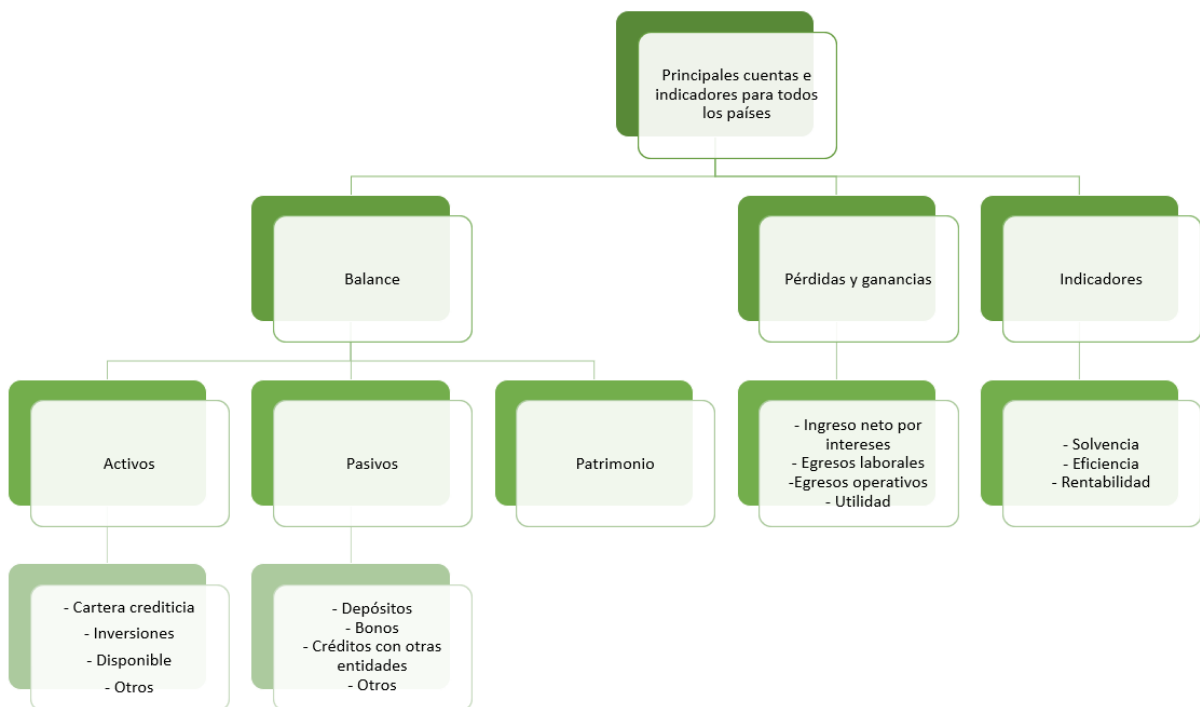 Principales cuentas e
indicadores para todos
los países
Balance
Pérdidas y ganancias
Indicadores
Activos
Pasivos
Patrimonio
- Ingreso neto por
intereses
- Egresos laborales
-Egresos operativos
- Utilidad
- Solvencia
- Eficiencia
- Rentabilidad
- Cartera crediticia
- Inversiones
- Disponible
- Otros
- Depósitos
- Bonos
- Créditos con otras
entidades
- Otros